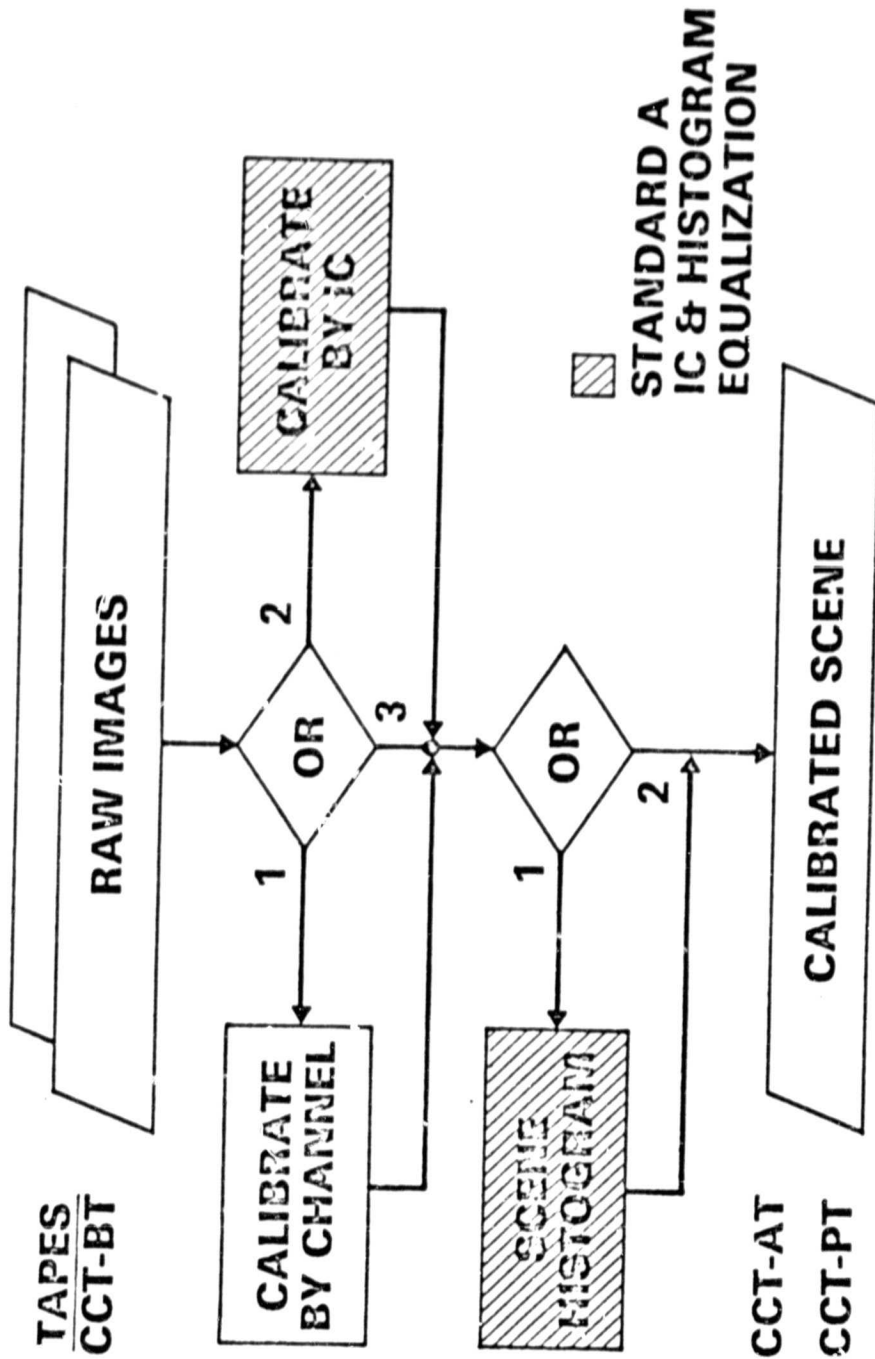 TAPES
CCT-BT
RAW IMAGES
OR
1
2
3
CALIBRATE
BY CHANNEL
CALIBRATE
BY IC
OR
1
2
SCENE
HISTOGRAM
STANDARD A
IC & HISTOGRAM
EQUALIZATION
CCT-AT
CCT-PT
CALIBRATED SCENE